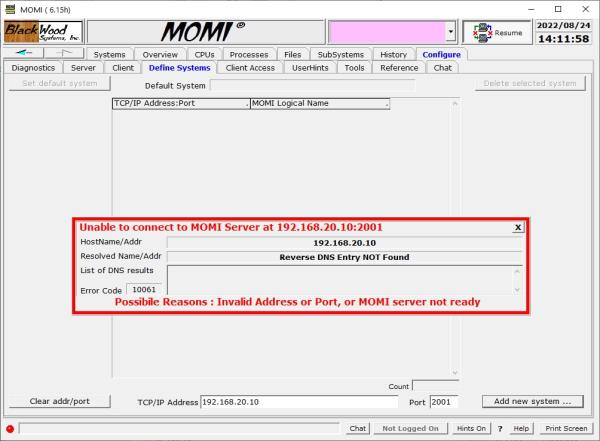 MOMI ( 6.15h)
BlackWood Systems, Inc.
MOMI ®
Resume
2022/08/24
14:11:58
Systems Overview CPUs Processes Files SubSystems History Configure
Diagnostics Server Client Define Systems Client Access UserHints Tools Reference Chat
Set default system Default System Delete selected system
TCP/IP Address:Port . MOMI Logical Name .
Unable to connect to MOMI Server at 192.168.20.10:2001 x
HostName/Addr 192.168.20.10
Resolved Name/Addr Reverse DNS Entry NOT Found
List of DNS results
Error Code 10061
Possibile Reasons : Invalid Address or Port, or MOMI server not ready
Count
Clear addr/port TCP/IP Address 192.168.20.10 Port 2001 Add new system ...
Chat Not Logged On Hints On ? Help Print Screen